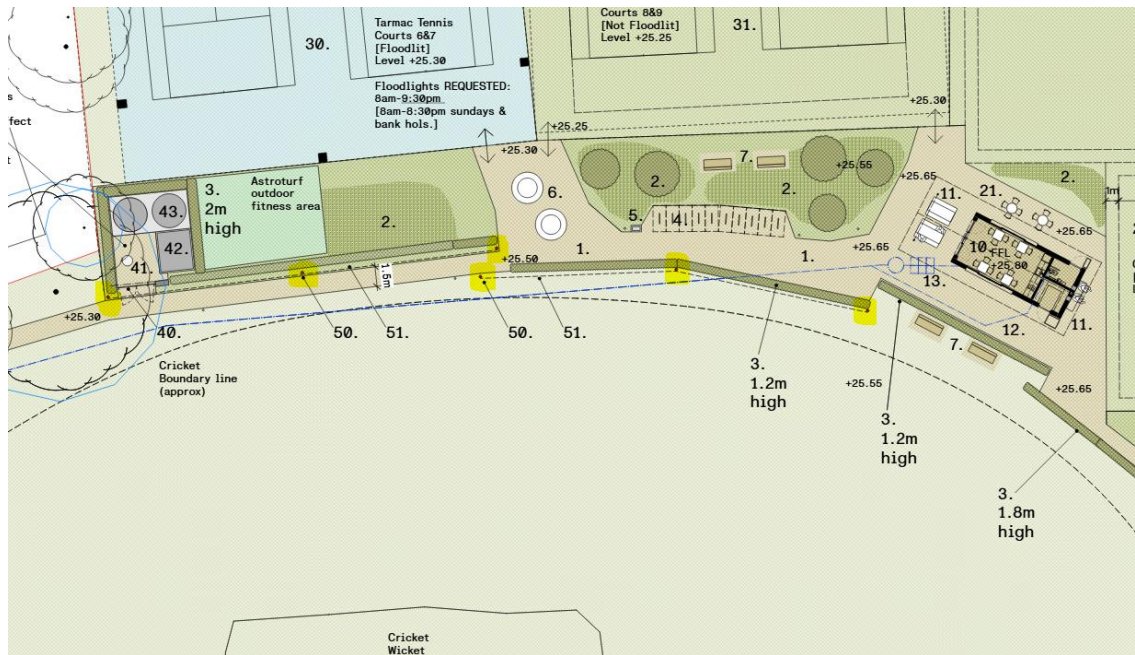 Tarmac Tennis
Courts 6&7
[Floodlit]
Level +25.30
Floodlights REQUESTED:
8am-9:30pm
[8am-8:30pm sundays &
bank hols.]
30.
Courts 8&9
[Not Floodlit]
Level +25.25
31.
+25.30
+25.25
+25.30
fect
3.
2m
high
Astroturf
outdoor
fitness area
43.
42.
41.
2.
6.
2.
7.
2.
+25.55
5.
4.
+25.65
11.
21.
2.
1m
+25.65
10.
FFL
+25.80
+25.65
13.
12.
11.
1.
1.
+25.50
1.5m
+25.30
40.
50.
51.
50.
51.
Cricket
Boundary line
(approx)
3.
1.2m
high
7.
+25.55
+25.65
3.
1.2m
high
3.
1.8m
high
Cricket
Wicket